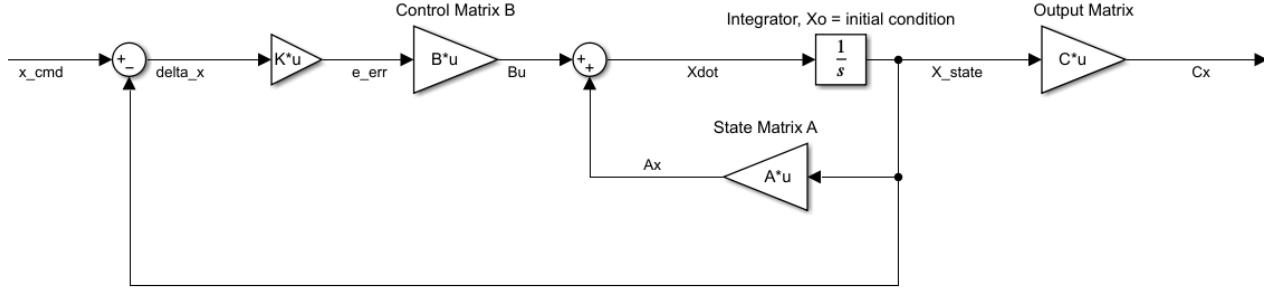 Control Matrix B
Integrator, Xo = initial condition
Output Matrix
+
−
K*u
B*u
+
+
1
s
C*u
x_cmd
delta_x
e_err
Bu
Xdot
X_state
Cx
State Matrix A
Ax
A*u